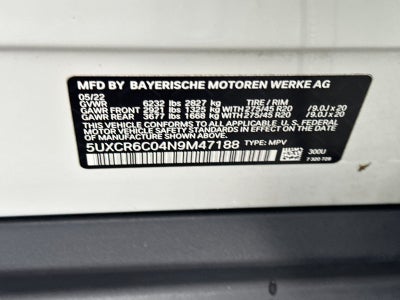 MFD BY BAYERISCHE MOTOREN WERKE AG
05/22 TIRE / RIM
GVWR 6232 lbs 2827 kg
GAWR FRONT 2921 lbs 1325 kg WITH 275/45 R20 / 9.0J x 20
GAWR REAR 3677 lbs 1668 kg WITH 275/45 R20 / 9.0J x 20
THIS VEHICLE CONFORMS TO ALL APPLICABLE U. S. FEDERAL
MOTOR VEHICLE SAFETY STANDARDS IN EFFECT ON THE DATE
OF MANUFACTURE SHOWN ABOVE.
5UXCR6C04N9M47188 TYPE: MPV 300U
7 320 728